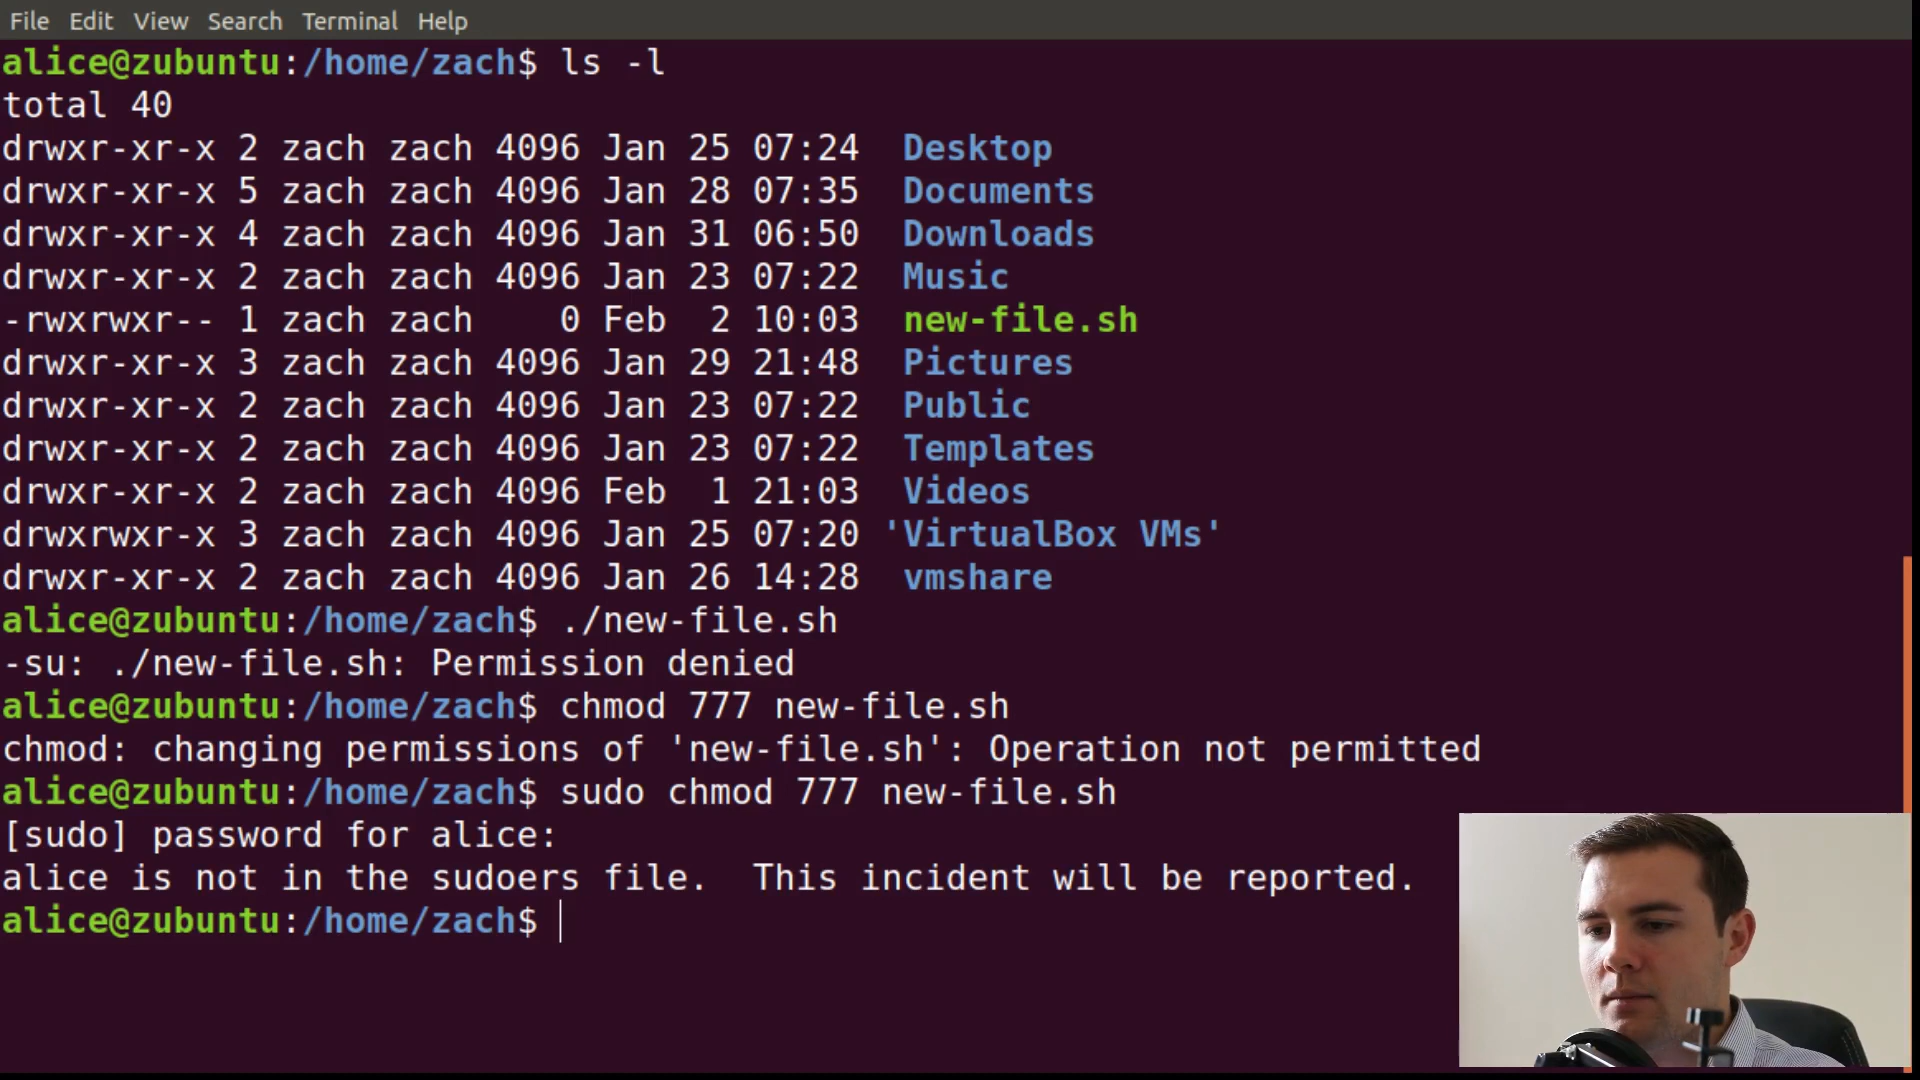 File Edit View Search Terminal Help
alice@zubuntu:/home/zach$ ls -l
total 40
drwxr-xr-x 2 zach zach 4096 Jan 25 07:24  Desktop
drwxr-xr-x 5 zach zach 4096 Jan 28 07:35  Documents
drwxr-xr-x 4 zach zach 4096 Jan 31 06:50  Downloads
drwxr-xr-x 2 zach zach 4096 Jan 23 07:22  Music
-rwxrwxr-- 1 zach zach    0 Feb  2 10:03  new-file.sh
drwxr-xr-x 3 zach zach 4096 Jan 29 21:48  Pictures
drwxr-xr-x 2 zach zach 4096 Jan 23 07:22  Public
drwxr-xr-x 2 zach zach 4096 Jan 23 07:22  Templates
drwxr-xr-x 2 zach zach 4096 Feb  1 21:03  Videos
drwxrwxr-x 3 zach zach 4096 Jan 25 07:20 'VirtualBox VMs'
drwxr-xr-x 2 zach zach 4096 Jan 26 14:28  vmshare
alice@zubuntu:/home/zach$ ./new-file.sh
-su: ./new-file.sh: Permission denied
alice@zubuntu:/home/zach$ chmod 777 new-file.sh
chmod: changing permissions of 'new-file.sh': Operation not permitted
alice@zubuntu:/home/zach$ sudo chmod 777 new-file.sh
[sudo] password for alice:
alice is not in the sudoers file.  This incident will be reported.
alice@zubuntu:/home/zach$